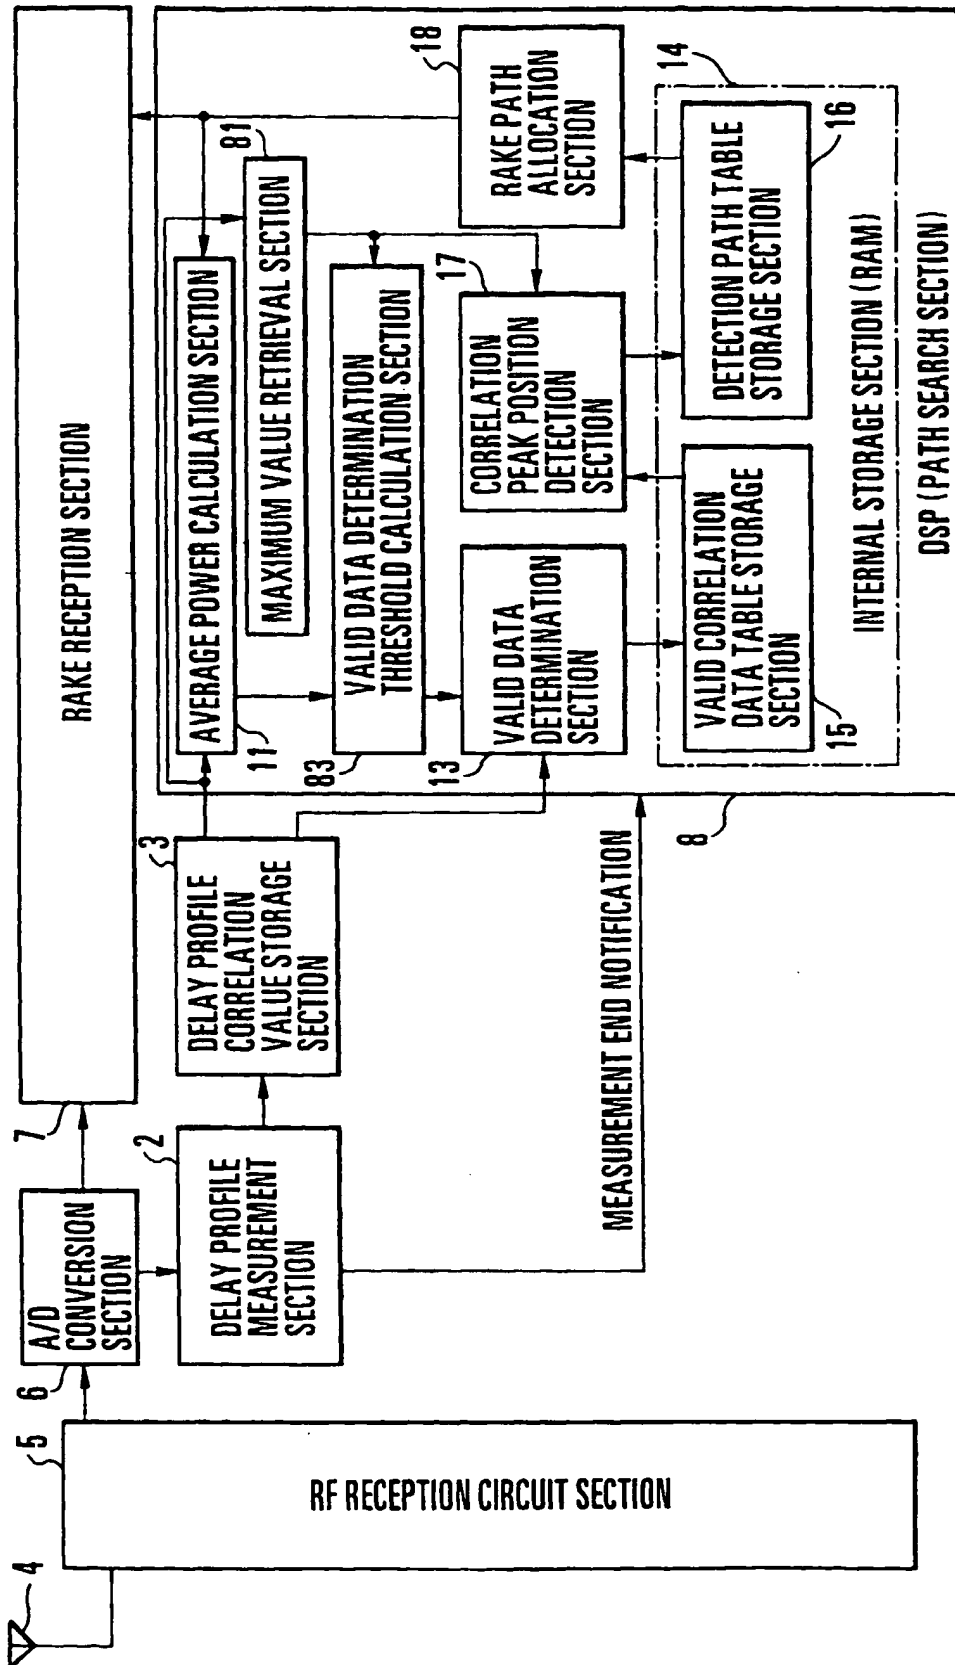 4
5
RF RECEPTION CIRCUIT SECTION
6
A/D
CONVERSION
SECTION
7
RAKE RECEPTION SECTION
2
DELAY PROFILE
MEASUREMENT
SECTION
3
DELAY PROFILE
CORRELATION
VALUE STORAGE
SECTION
MEASUREMENT END NOTIFICATION
8
11
AVERAGE POWER CALCULATION SECTION
81
MAXIMUM VALUE RETRIEVAL SECTION
83
VALID DATA DETERMINATION
THRESHOLD CALCULATION SECTION
13
VALID DATA
DETERMINATION
SECTION
17
CORRELATION
PEAK POSITION
DETECTION
SECTION
18
RAKE PATH
ALLOCATION
SECTION
14
15
VALID CORRELATION
DATA TABLE STORAGE
SECTION
16
DETECTION PATH TABLE
STORAGE SECTION
INTERNAL STORAGE SECTION (RAM)
DSP (PATH SEARCH SECTION)